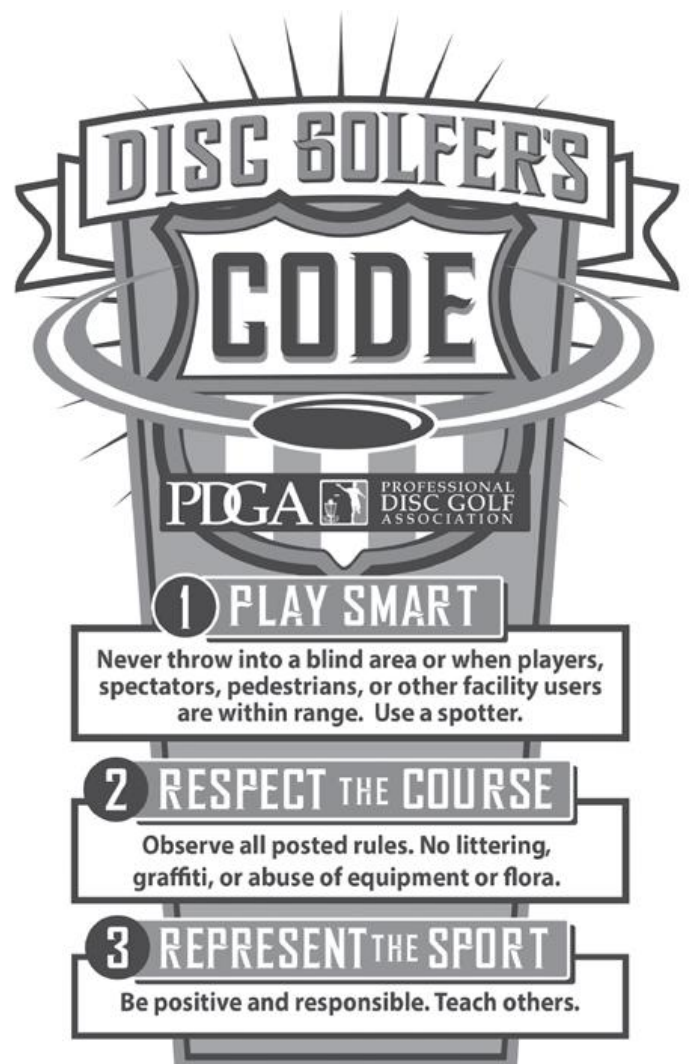 DISC GOLFER'S
CODE
PDGA
PROFESSIONAL
DISC GOLF
ASSOCIATION
1 PLAY SMART
Never throw into a blind area or when players,
spectators, pedestrians, or other facility users
are within range. Use a spotter.
2 RESPECT THE COURSE
Observe all posted rules. No littering,
graffiti, or abuse of equipment or flora.
3 REPRESENT THE SPORT
Be positive and responsible. Teach others.